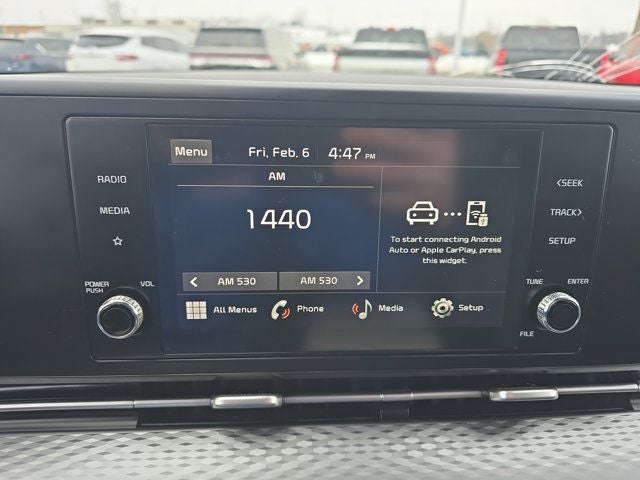 Menu Fri, Feb. 6 4:47 PM
AM
1440
To start connecting Android
Auto or Apple CarPlay, press
this widget.
< AM 530 AM 530 >
All Menus Phone Media Setup
RADIO
MEDIA
☆
POWER
PUSH
VOL
<SEEK
TRACK>
SETUP
TUNE
ENTER
FILE